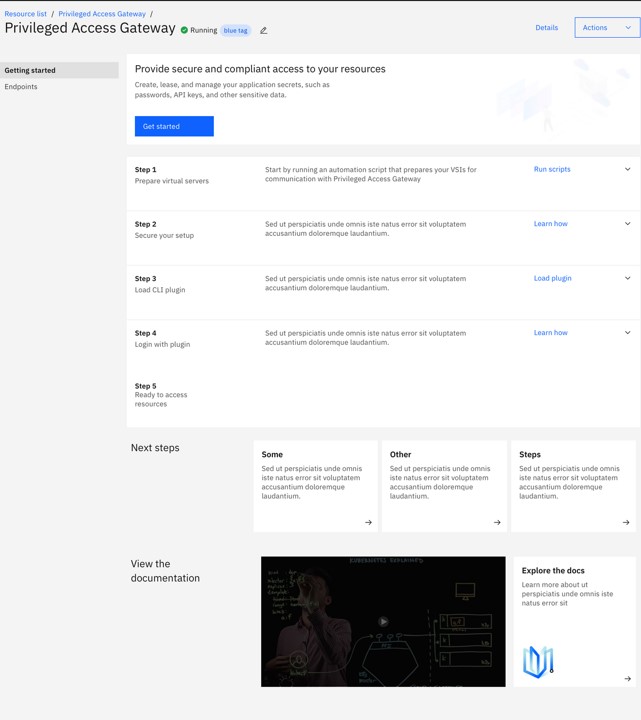 Resource list / Privileged Access Gateway /
Privileged Access Gateway Running blue tag
Details
Actions
Getting started
Endpoints
Provide secure and compliant access to your resources
Create, lease, and manage your application secrets, such as
passwords, API keys, and other sensitive data.
Get started
Step 1
Prepare virtual servers
Start by running an automation script that prepares your VSIs for
communication with Privileged Access Gateway
Run scripts
Step 2
Secure your setup
Sed ut perspiciatis unde omnis iste natus error sit voluptatem
accusantium doloremque laudantium.
Learn how
Step 3
Load CLI plugin
Sed ut perspiciatis unde omnis iste natus error sit voluptatem
accusantium doloremque laudantium.
Load plugin
Step 4
Login with plugin
Sed ut perspiciatis unde omnis iste natus error sit voluptatem
accusantium doloremque laudantium.
Learn how
Step 5
Ready to access
resources
Next steps
Some
Sed ut perspiciatis unde omnis
iste natus error sit voluptatem
accusantium doloremque
laudantium.
Other
Sed ut perspiciatis unde omnis
iste natus error sit voluptatem
accusantium doloremque
laudantium.
Steps
Sed ut perspiciatis unde omnis
iste natus error sit voluptatem
accusantium doloremque
laudantium.
View the
documentation
KUBERNETES EXPLAINED
Explore the docs
Learn more about ut
perspiciatis unde omnis iste
natus error sit